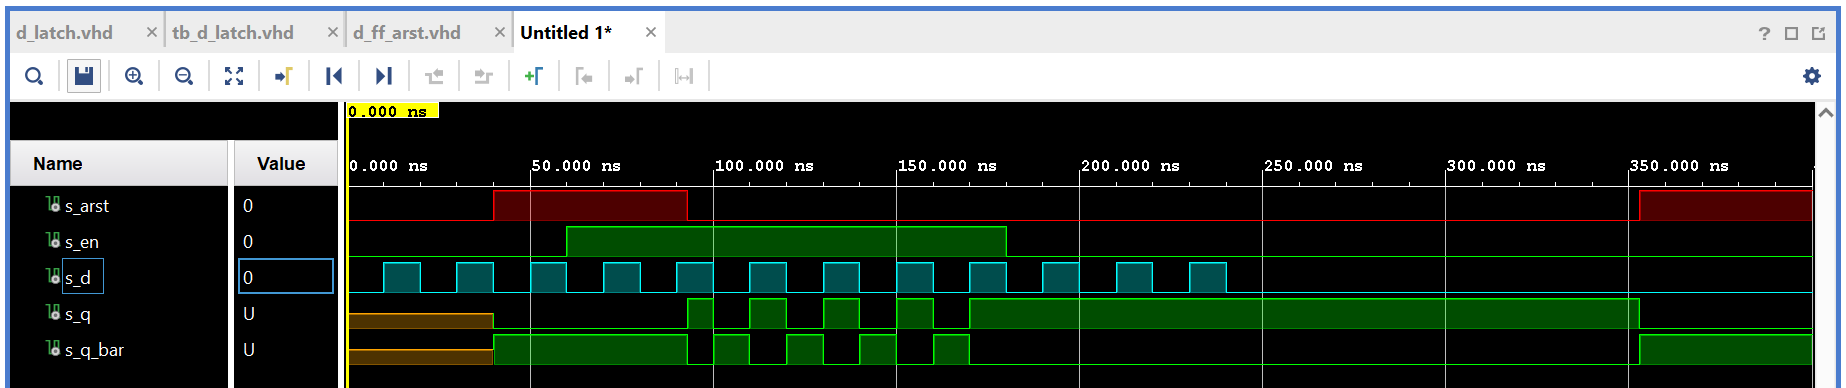 d_latch.vhd × tb_d_latch.vhd × d_ff_arst.vhd × Untitled 1* ×
0.000 ns
Name Value
0.000 ns 50.000 ns 100.000 ns 150.000 ns 200.000 ns 250.000 ns 300.000 ns 350.000 ns
s_arst 0
s_en 0
s_d 0
s_q U
s_q_bar U